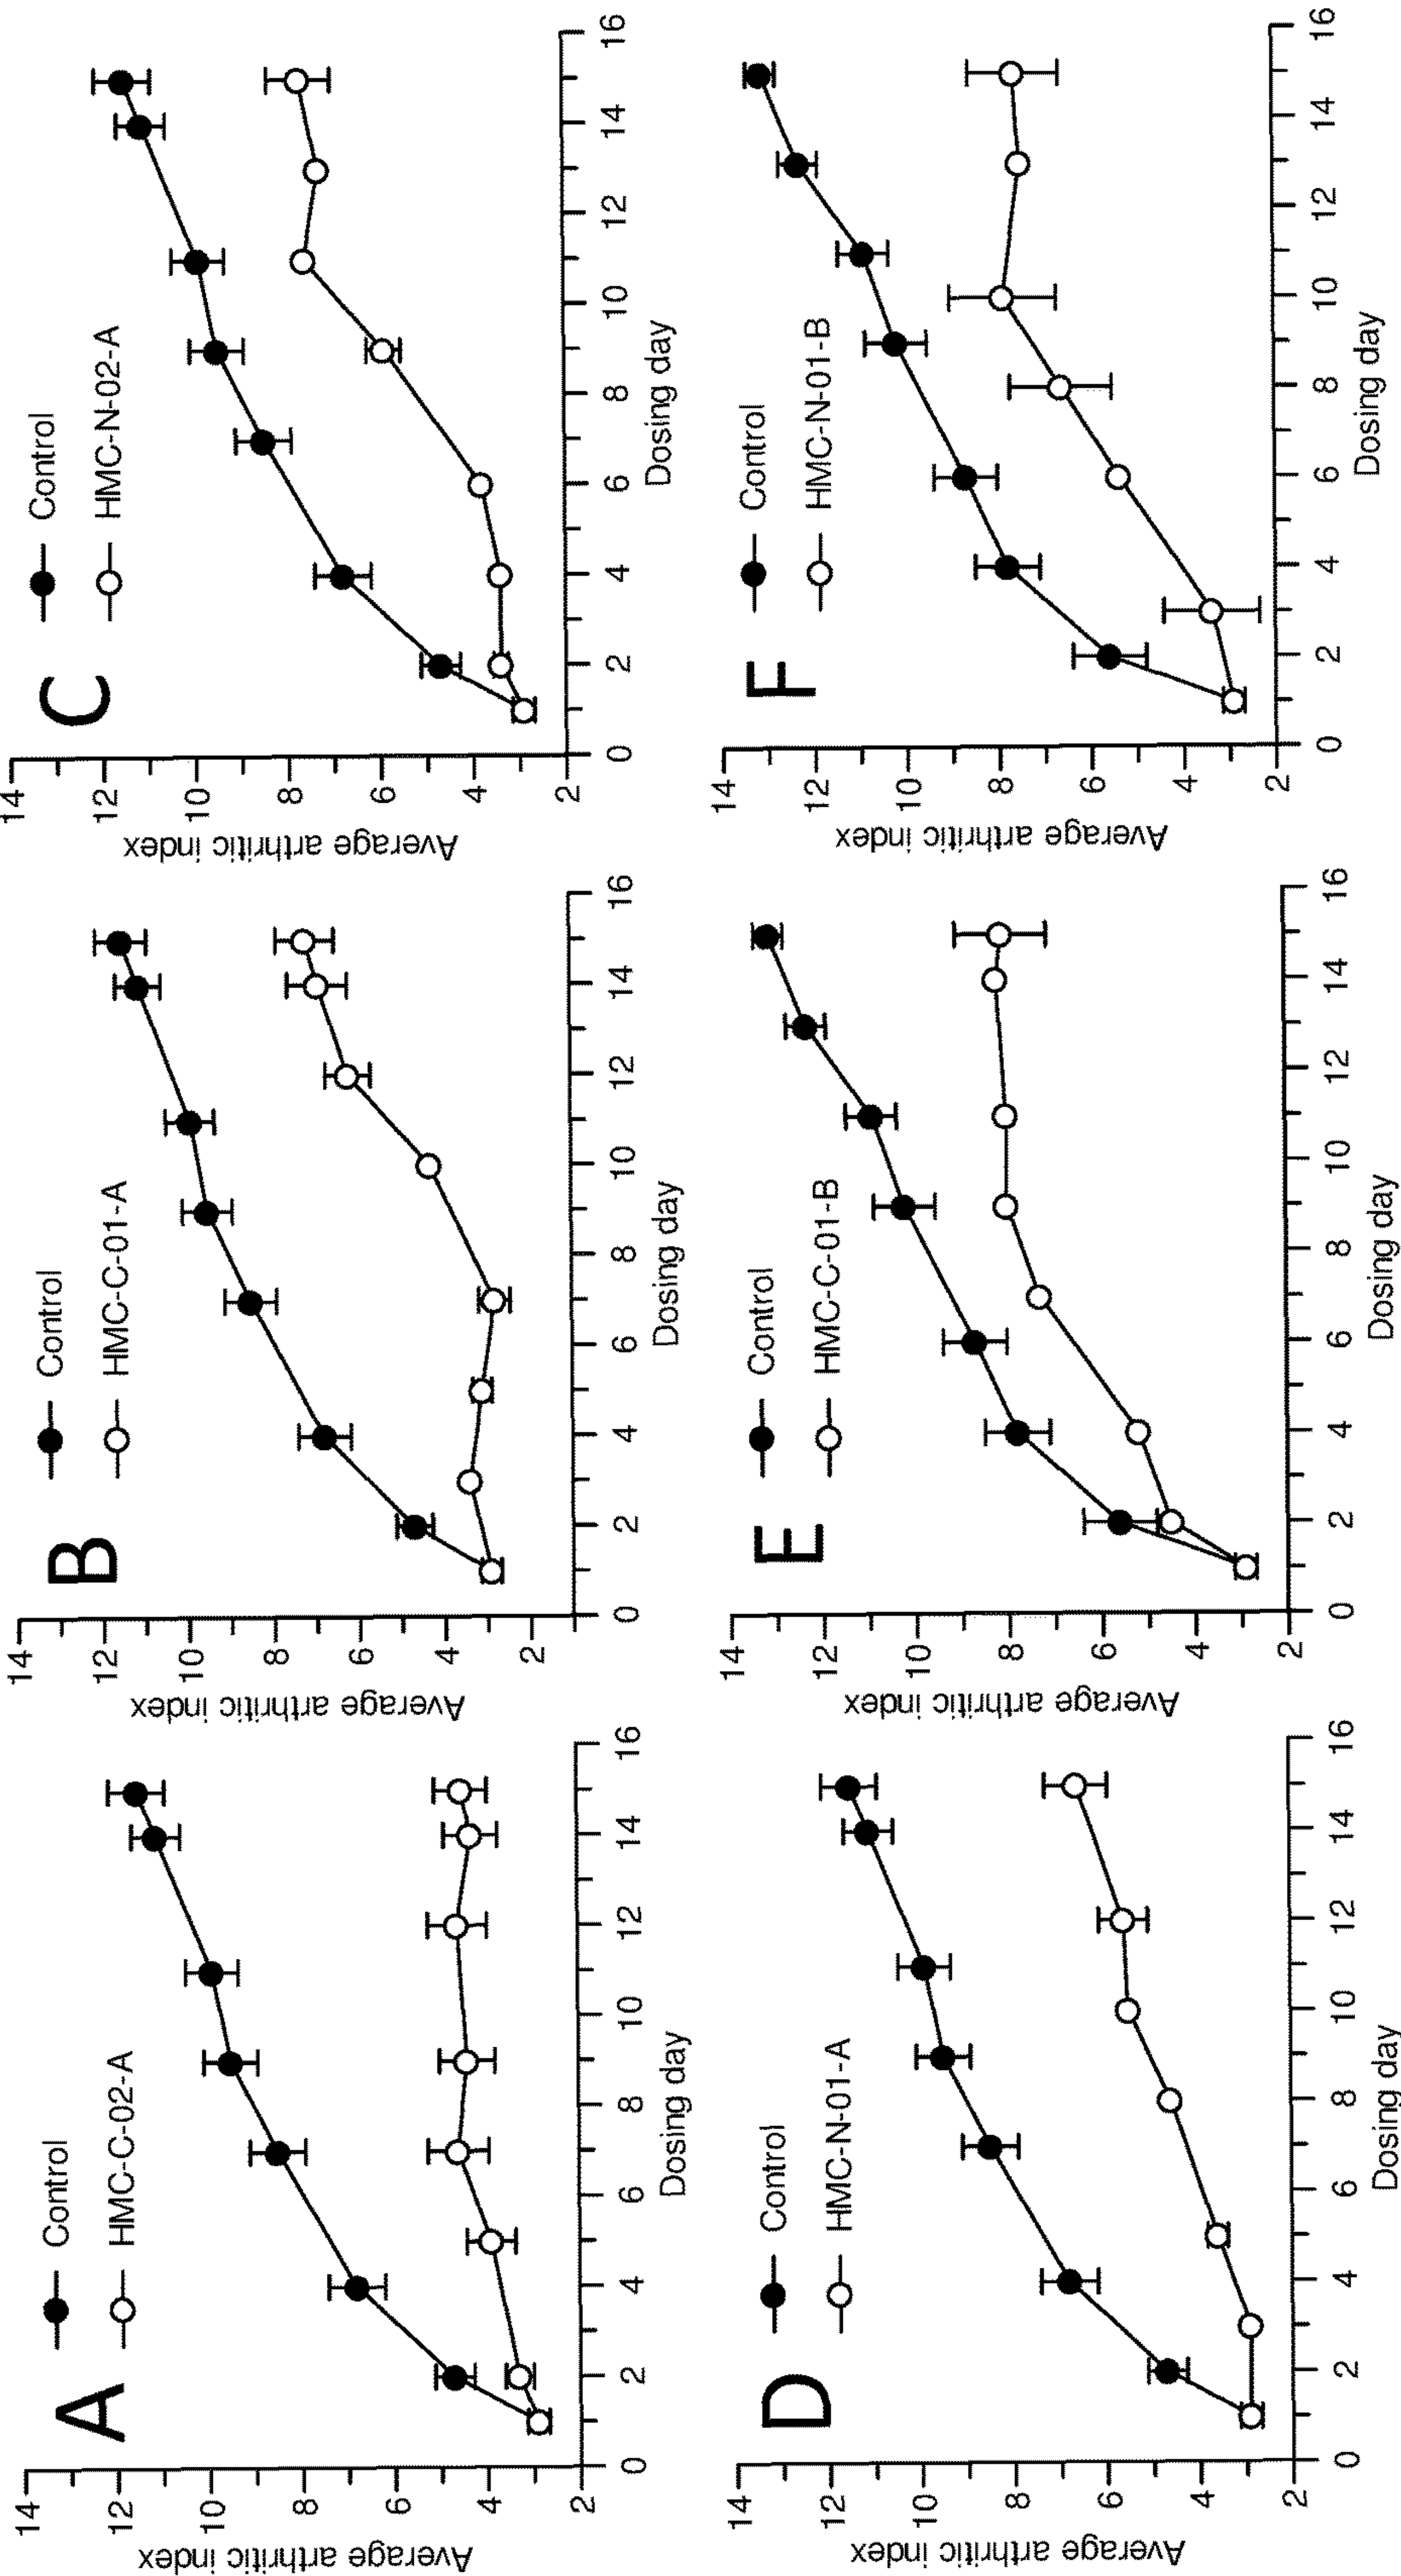 A
Control
HMC-C-02-A
Average arthritic index
14
12
10
8
6
4
2
0 2 4 6 8 10 12 14 16
Dosing day
B
Control
HMC-C-01-A
Average arthritic index
14
10
8
6
4
2
0 2 4 6 8 10 12 14 16
Dosing day
C
Control
HMC-N-02-A
Average arthritic index
14
10
8
6
4
2
0 2 4 6 8 10 12 14 16
Dosing day
D
Control
HMC-N-01-A
Average arthritic index
14
12
10
8
6
4
2
0 2 4 6 8 10 12 14 16
Dosing day
E
Control
HMC-C-01-B
Average arthritic index
14
12
10
8
6
4
2
0 2 4 6 8 10 12 14 16
Dosing day
F
Control
HMC-N-01-B
Average arthritic index
14
12
10
8
6
4
2
0 2 4 6 8 10 12 14 16
Dosing day